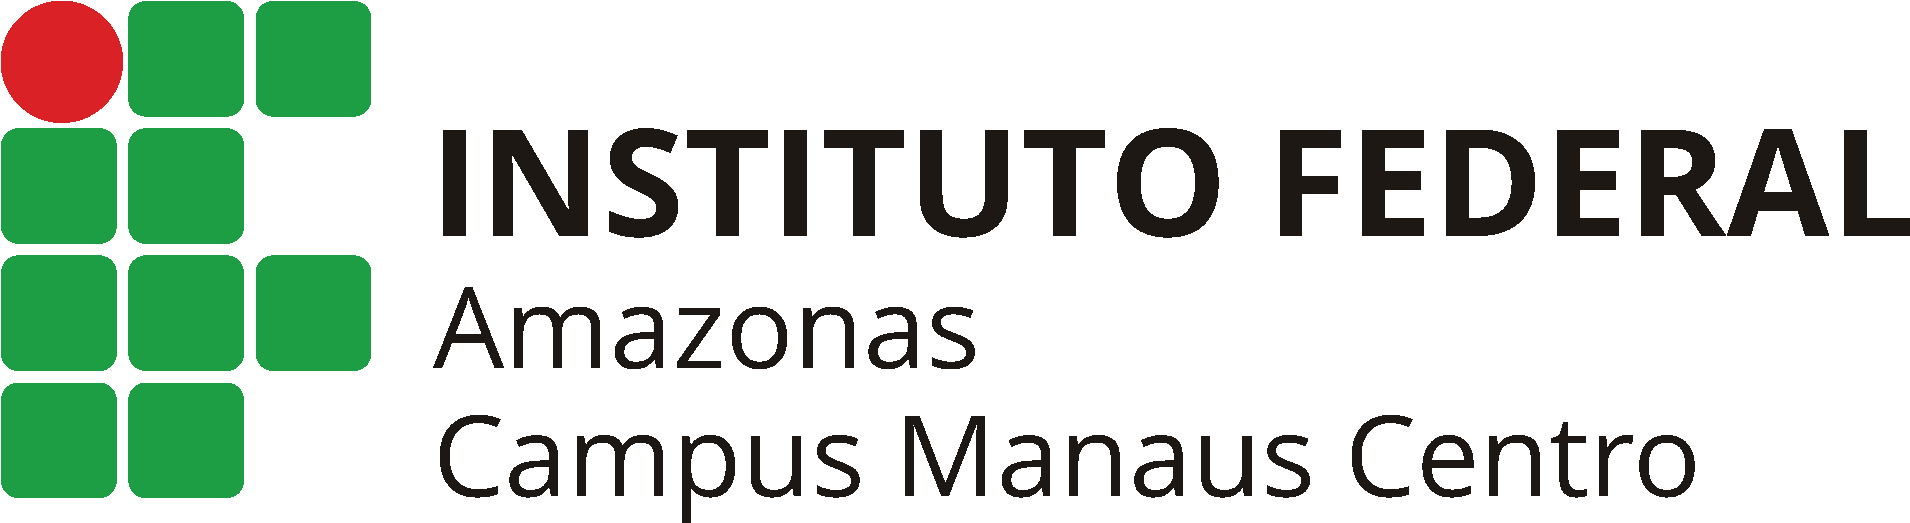 INSTITUTO FEDERAL
Amazonas
Campus Manaus Centro